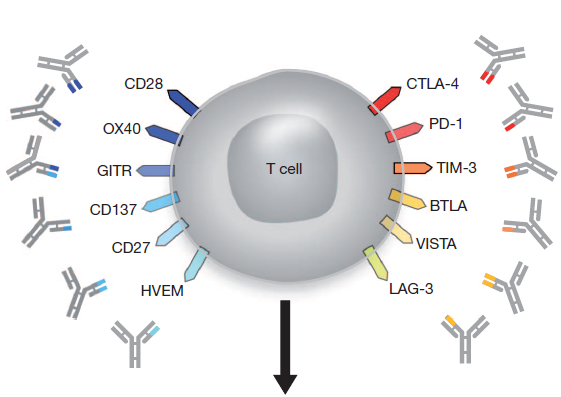 CD28
OX40
GITR
CD137
CD27
HVEM
T cell
CTLA-4
PD-1
TIM-3
BTLA
VISTA
LAG-3